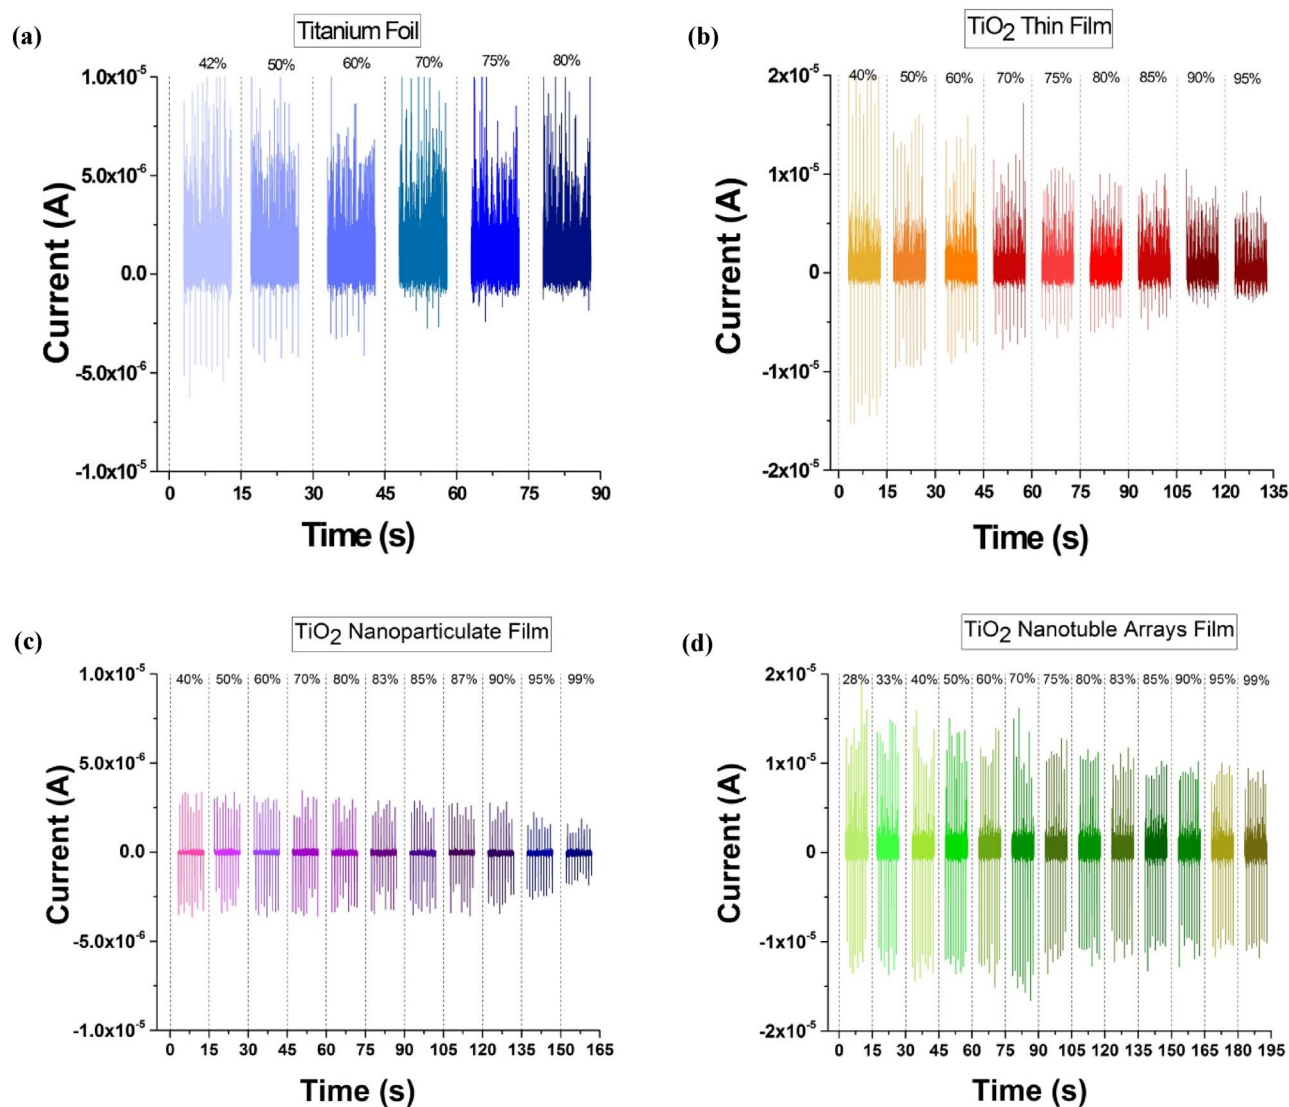 (a)
Titanium Foil
42% 50% 60% 70% 75% 80%
1.0x10⁻⁵
5.0x10⁻⁶
0.0
-5.0x10⁻⁶
-1.0x10⁻⁵
Current (A)
0 15 30 45 60 75 90
Time (s)
(b)
TiO₂ Thin Film
40% 50% 60% 70% 75% 80% 85% 90% 95%
2x10⁻⁵
1x10⁻⁵
0
-1x10⁻⁵
-2x10⁻⁵
Current (A)
0 15 30 45 60 75 90 105 120 135
Time (s)
(c)
TiO₂ Nanoparticulate Film
40% 50% 60% 70% 80% 83% 85% 87% 90% 95% 99%
1.0x10⁻⁵
5.0x10⁻⁶
0.0
-5.0x10⁻⁶
-1.0x10⁻⁵
Current (A)
0 15 30 45 60 75 90 105 120 135 150 165
Time (s)
(d)
TiO₂ Nanotuble Arrays Film
28% 33% 40% 50% 60% 70% 75% 80% 83% 85% 90% 95% 99%
2x10⁻⁵
1x10⁻⁵
0
-1x10⁻⁵
-2x10⁻⁵
Current (A)
0 15 30 45 60 75 90 105 120 135 150 165 180 195
Time (s)